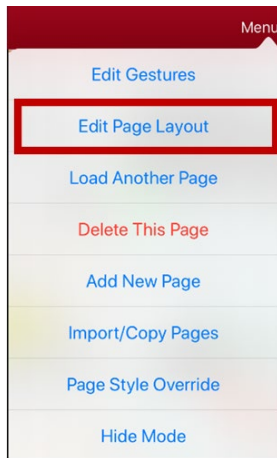 Menu
Edit Gestures
Edit Page Layout
Load Another Page
Delete This Page
Add New Page
Import/Copy Pages
Page Style Override
Hide Mode